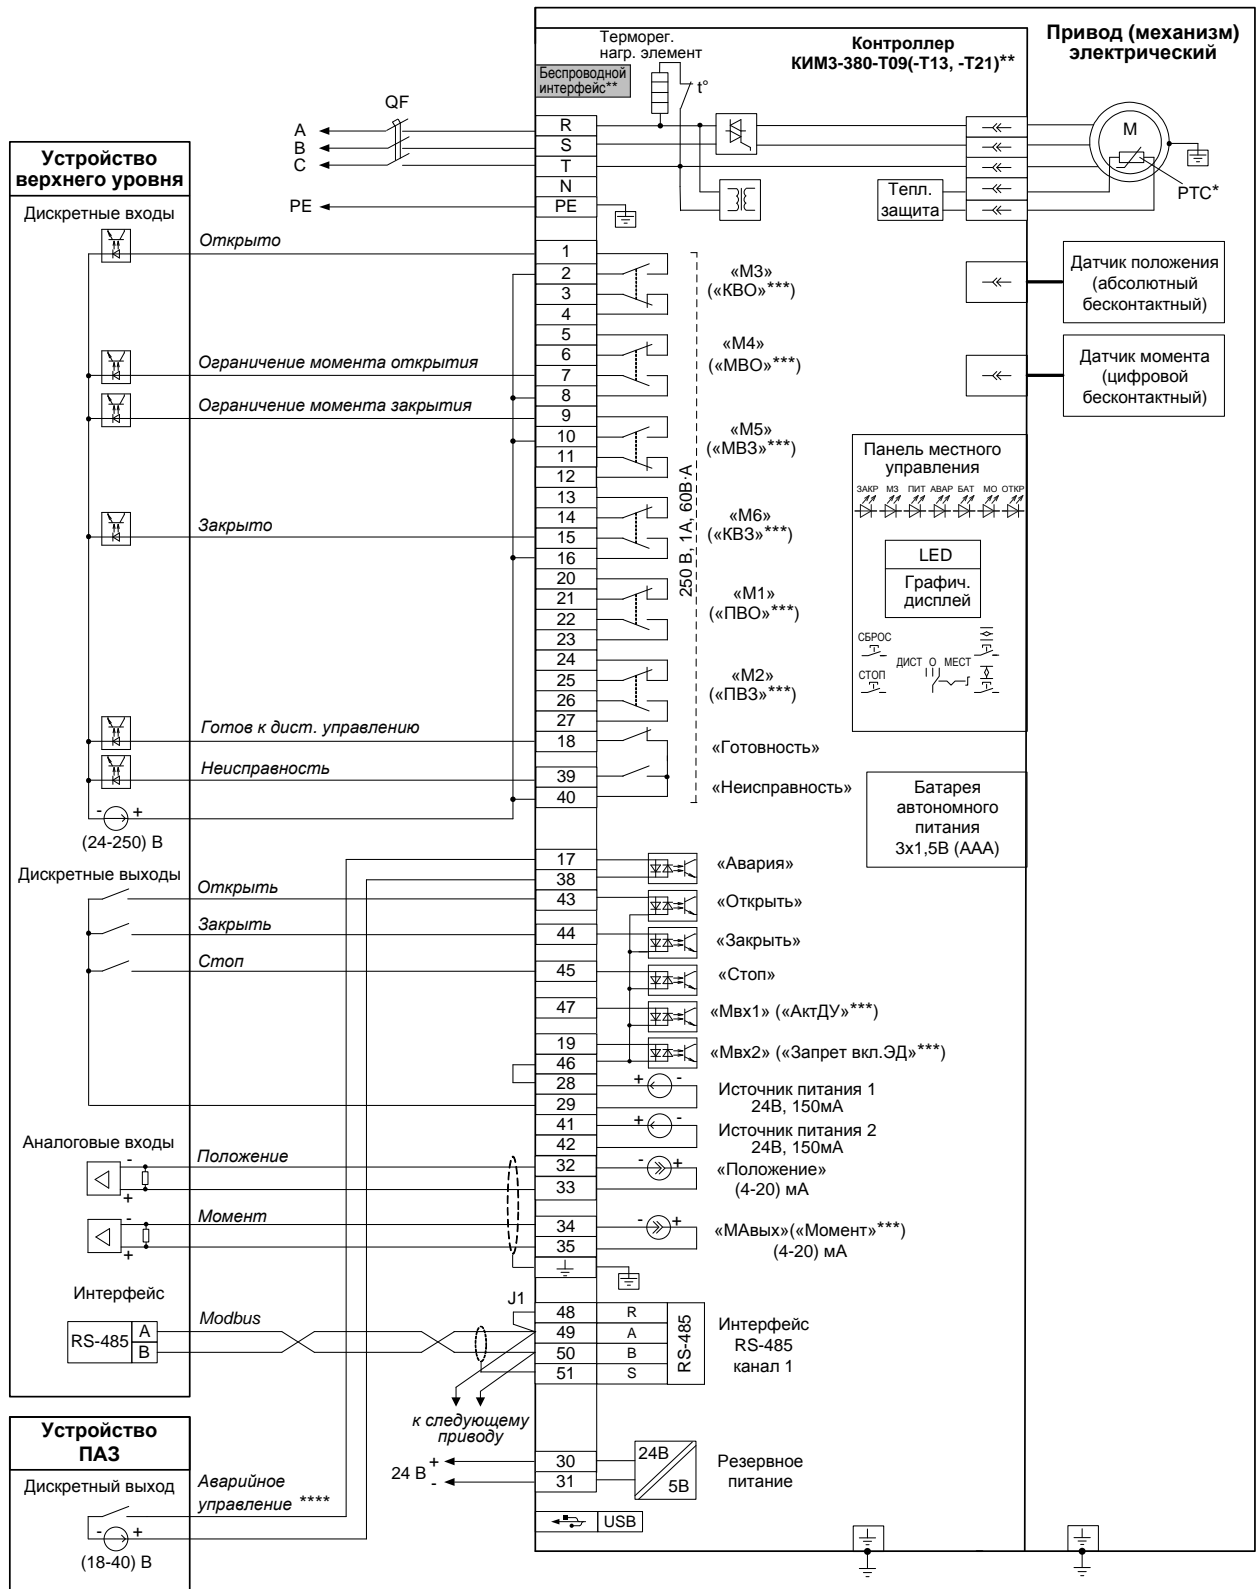 Привод (механизм)
электрический
Контроллер
КИМ3-380-Т09(-Т13, -Т21)**
Терморег.
нагр. элемент
t°
Беспроводной
интерфейс**
QF
A
B
C
PE
R
S
T
N
PE
M
PTC*
Тепл.
защита
Устройство
верхнего уровня
Дискретные входы
Открыто
Ограничение момента открытия
Ограничение момента закрытия
Закрыто
Готов к дист. управлению
Неисправность
- +
(24-250) В
1
2
3
4
5
6
7
8
9
10
11
12
13
14
15
16
20
21
22
23
24
25
26
27
18
39
40
«М3»
(«КВО»***)
«М4»
(«МВО»***)
«М5»
(«МВЗ»***)
«М6»
(«КВЗ»***)
«М1»
(«ПВО»***)
«М2»
(«ПВЗ»***)
«Готовность»
«Неисправность»
250 В, 1А, 60В·А
Датчик положения
(абсолютный
бесконтактный)
Датчик момента
(цифровой
бесконтактный)
Панель местного
управления
ЗАКР МЗ ПИТ АВАР БАТ МО ОТКР
LED
Графич.
дисплей
СБРОС
СТОП
ДИСТ О МЕСТ
Батарея
автономного
питания
3х1,5В (ААА)
Дискретные выходы
Открыть
Закрыть
Стоп
17
38
43
44
45
47
19
46
28
29
41
42
32
33
34
35
«Авария»
«Открыть»
«Закрыть»
«Стоп»
«Мвх1» («АктДУ»***)
«Мвх2» («Запрет вкл.ЭД»***)
+ -
Источник питания 1
24В, 150мА
+ -
Источник питания 2
24В, 150мА
- +
«Положение»
(4-20) мА
- +
«МАвых»(«Момент»***)
(4-20) мА
Аналоговые входы
-
+
Положение
-
+
Момент
Интерфейс
RS-485
A
B
Modbus
J1
48
49
50
51
R
A
B
S
RS-485
Интерфейс
RS-485
канал 1
к следующему
приводу
24 В
+
-
30
31
24В
5В
Резервное
питание
USB
Устройство
ПАЗ
Дискретный выход
Аварийное
управление ****
- +
(18-40) В